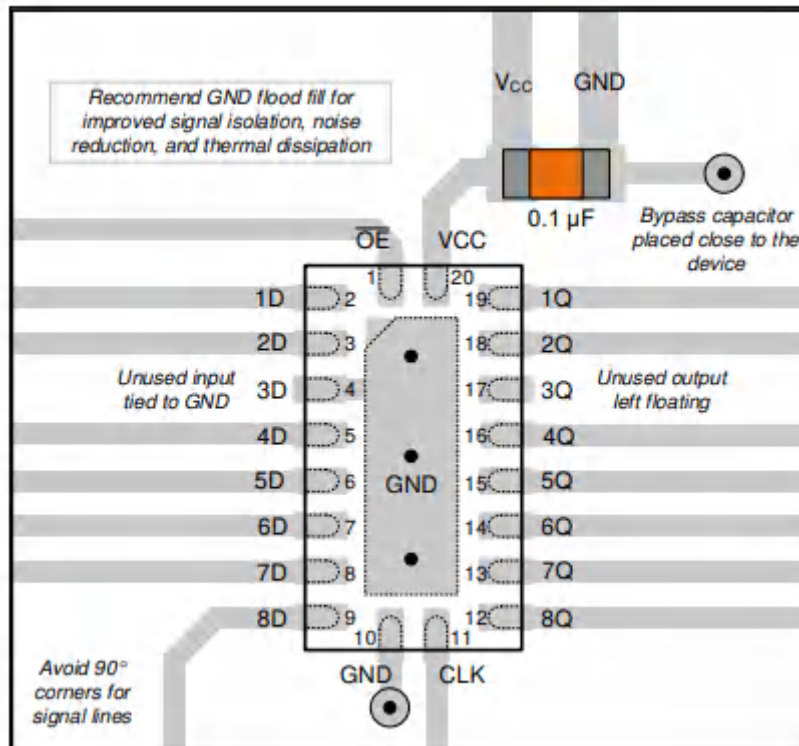 Recommend GND flood fill for
improved signal isolation, noise
reduction, and thermal dissipation
VCC GND
0.1 µF
Bypass capacitor
placed close to the
device
O̅E̅ VCC
1 20
1D 2 19 1Q
2D 3 18 2Q
Unused input
tied to GND
3D 4 17 3Q
Unused output
left floating
4D 5 16 4Q
5D 6 15 5Q
GND
6D 7 14 6Q
7D 8 13 7Q
8D 9 12 8Q
10 11
GND CLK
Avoid 90°
corners for
signal lines